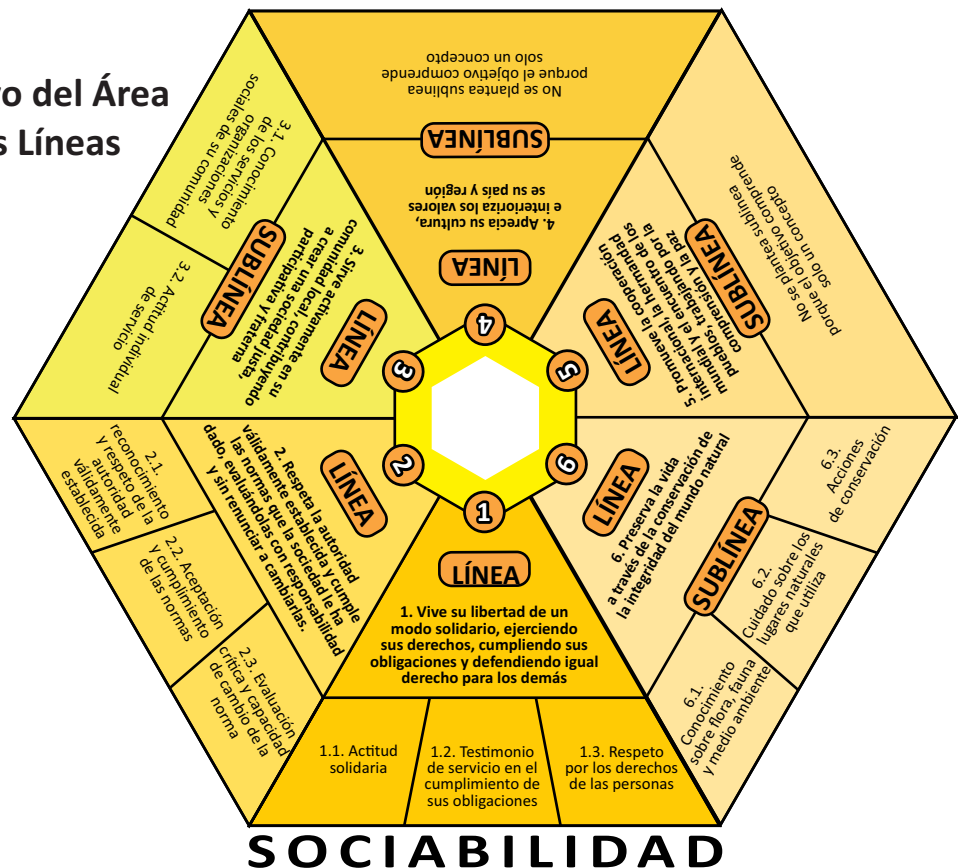 ro del Área
s Líneas
1
LÍNEA
1. Vive su libertad de un
modo solidario, ejerciendo
sus derechos, cumpliendo sus
obligaciones y defendiendo igual
derecho para los demás
1.1. Actitud
solidaria
1.2. Testimonio
de servicio en el
cumplimiento de
sus obligaciones
1.3. Respeto
por los derechos
de las personas
2
LÍNEA
2. Respeta la autoridad
válidamente establecida y cumple
las normas que la sociedad le ha
dado, evaluándolas con responsabilidad
y sin renunciar a cambiarlas.
2.1.
reconocimiento
y respeto de la
autoridad
válidamente
establecida
2.2. Aceptación
y cumplimiento
de las normas
2.3. Evaluación
crítica y capacidad
de cambio de la
norma
3
LÍNEA
3. Sirve activamente en su
comunidad local, contribuyendo
a crear una sociedad justa,
participativa y fraterna
SUBLÍNEA
3.1. Conocimiento
de los servicios y
organizaciones
sociales de su comunidad
3.2. Actitud individual
de servicio
4
LÍNEA
4. Aprecia su cultura,
e interioriza los valores
se su país y región
SUBLÍNEA
No se plantea sublinea
porque el objetivo comprende
solo un concepto
5
LÍNEA
5. Promueve la cooperación
internacional, la hermandad
mundial y el encuentro de los
pueblos, trabajando por la
comprensión y la paz
SUBLÍNEA
No se plantea sublinea
porque el objetivo comprende
solo un concepto
6
LÍNEA
6. Preserva la vida
a través de la conservación de
la integridad del mundo natural
SUBLÍNEA
6.1.
Conocimiento
sobre flora, fauna
y medio ambiente
6.2.
Cuidado sobre los
lugares naturales
que utiliza
6.3.
Acciones
de conservación
SOCIABILIDAD